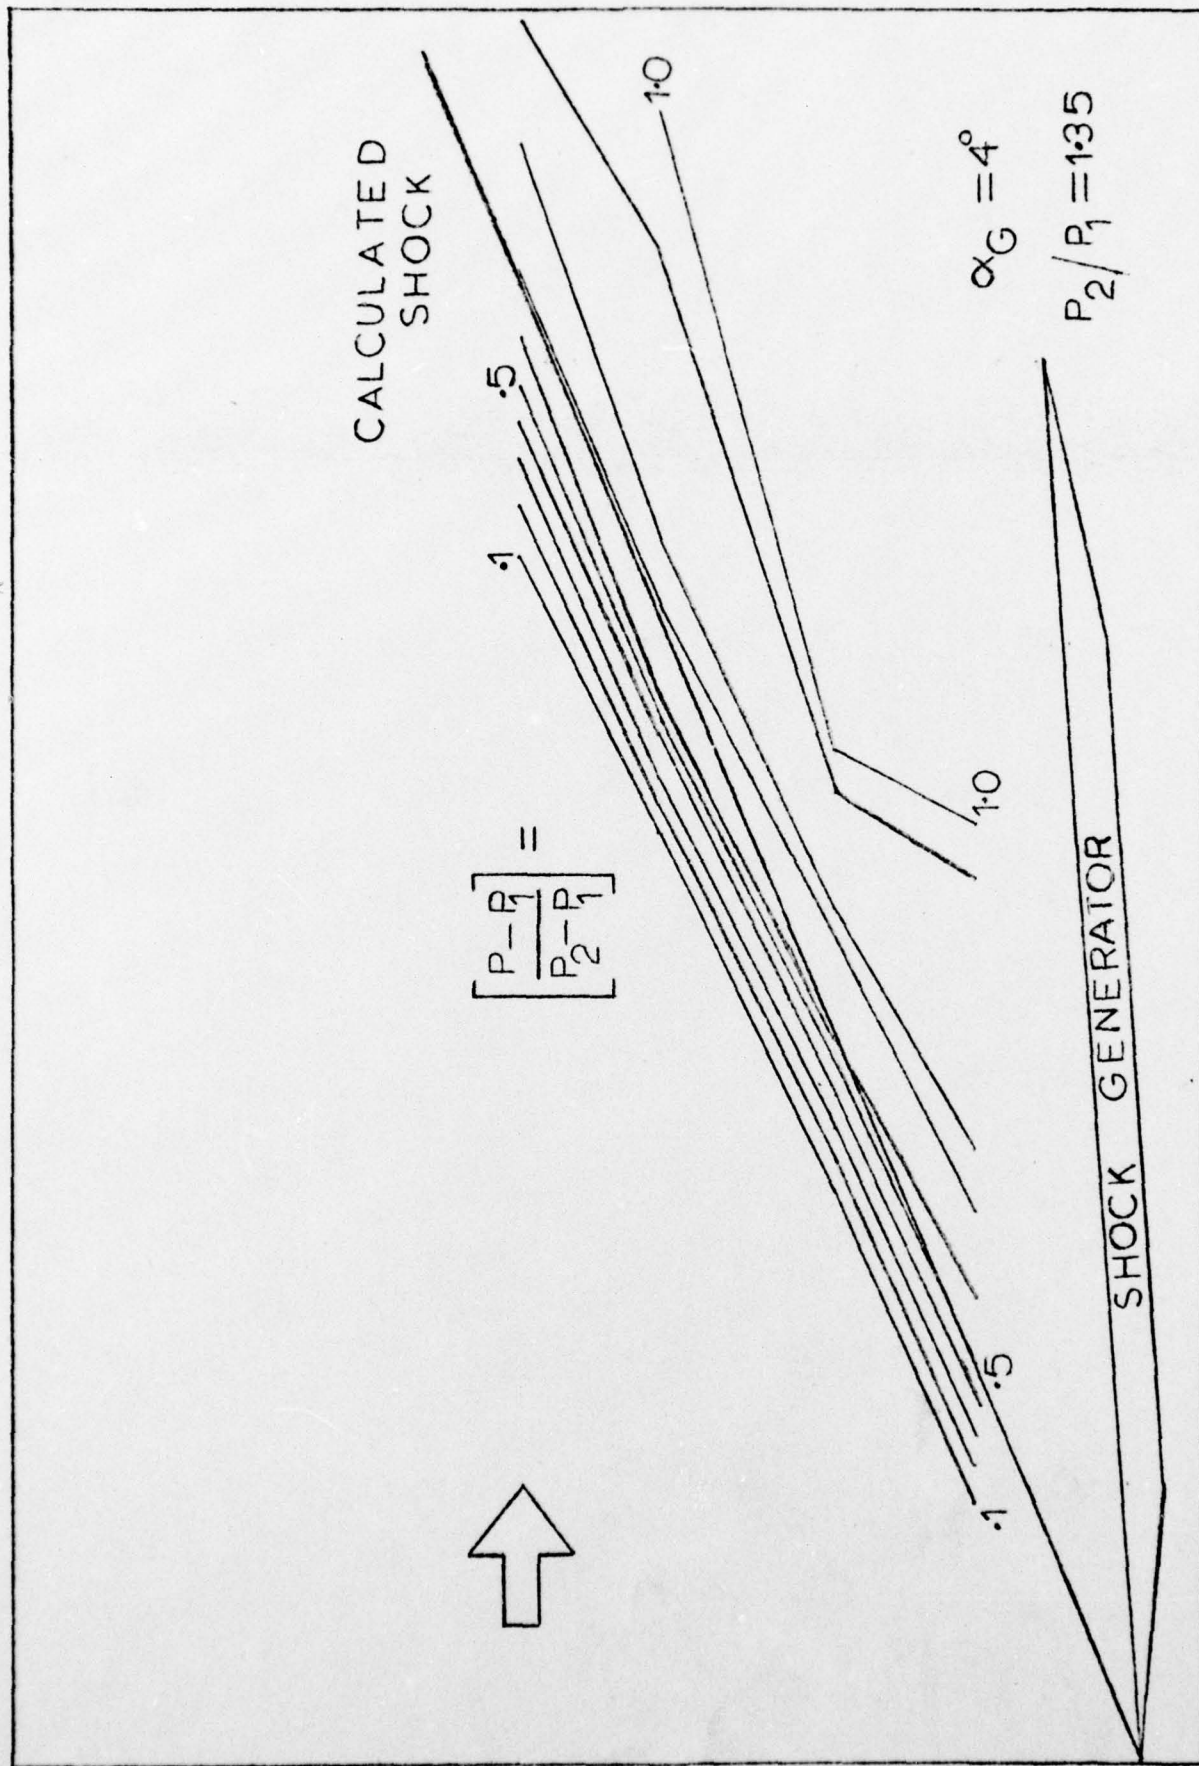 CALCULATED
SHOCK
[P-P₁/P₂-P₁] =
.1
.5
1.0
.1
.5
1.0
αG = 4°
P₂/P₁ = 1.35
SHOCK GENERATOR